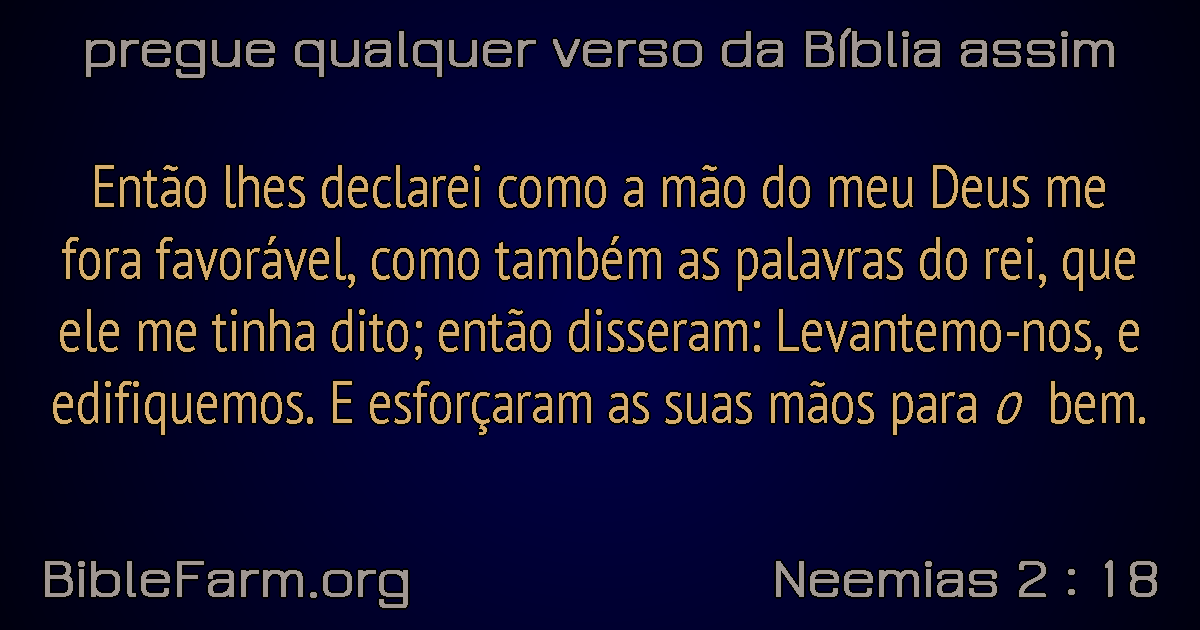 pregue qualquer verso da Bíblia assim
Então lhes declarei como a mão do meu Deus me
fora favorável, como também as palavras do rei, que
ele me tinha dito; então disseram: Levantemo-nos, e
edifiquemos. E esforçaram as suas mãos para o bem.
BibleFarm.org
Neemias 2 : 18